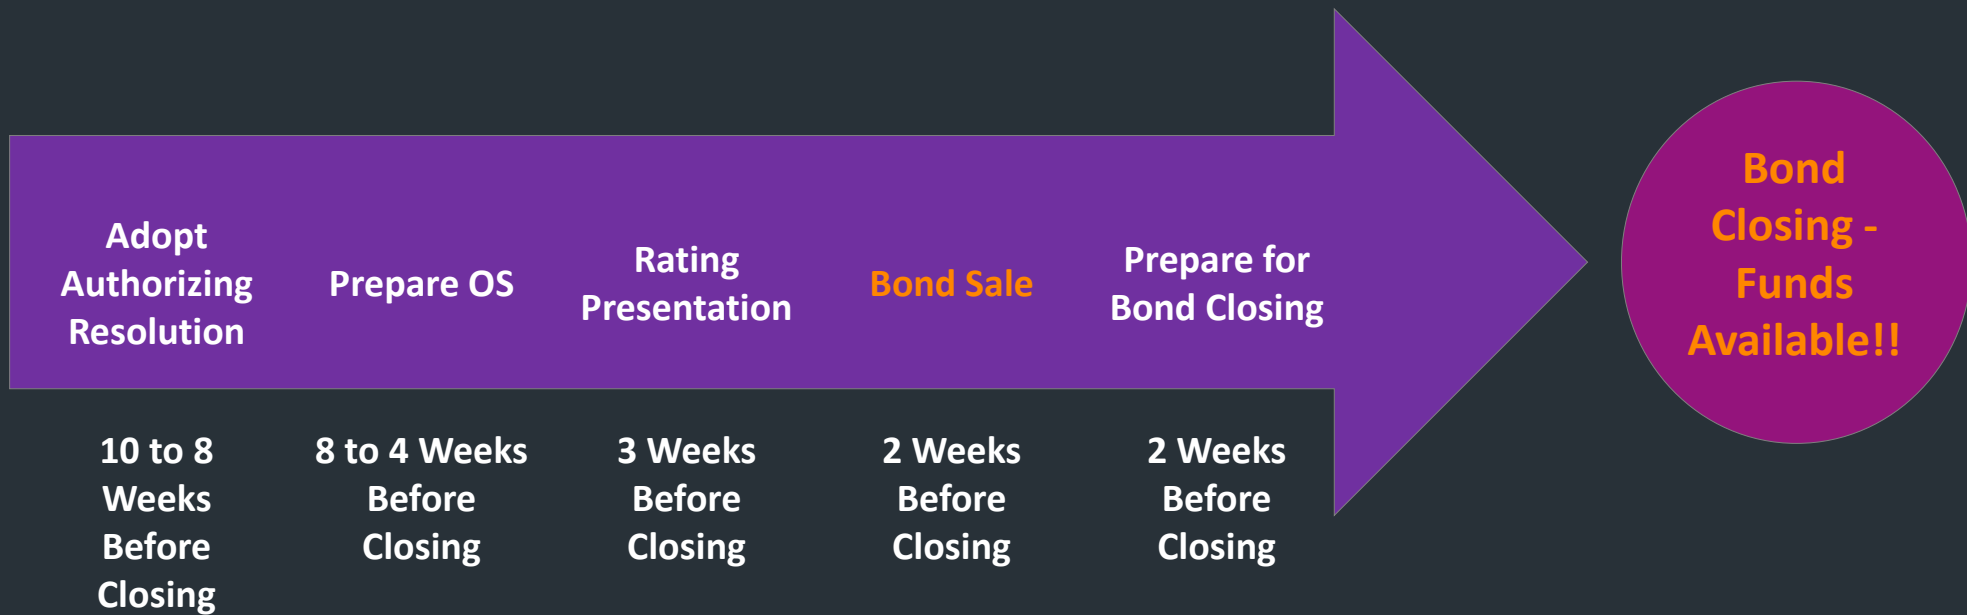 Adopt
Authorizing
Resolution
Prepare OS
Rating
Presentation
Bond Sale
Prepare for
Bond Closing
Bond
Closing -
Funds
Available!!
10 to 8
Weeks
Before
Closing
8 to 4 Weeks
Before
Closing
3 Weeks
Before
Closing
2 Weeks
Before
Closing
2 Weeks
Before
Closing